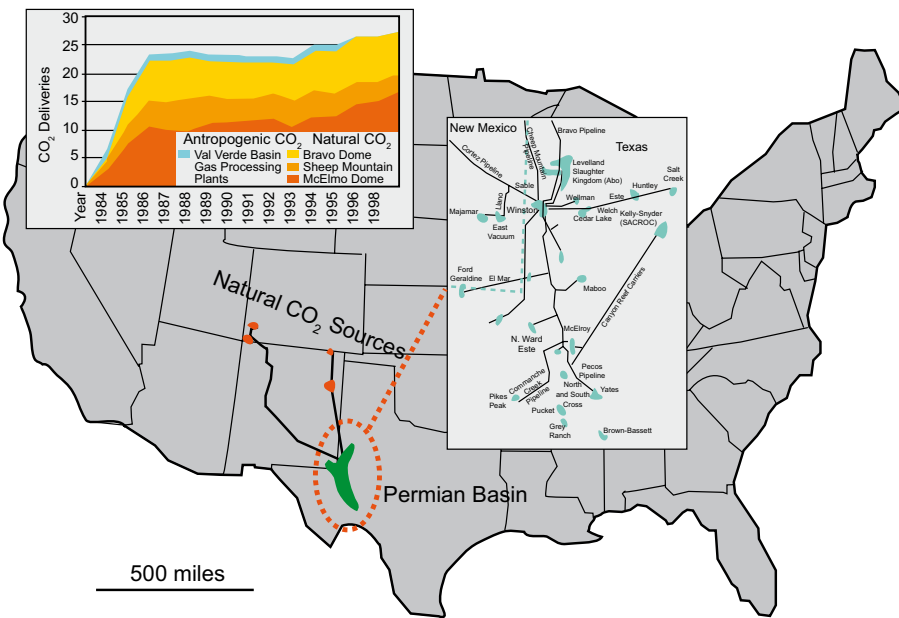 30
25
20
15
10
5
0
CO2 Deliveries
Year
1984
1985
1986
1987
1988
1989
1990
1991
1992
1993
1994
1995
1996
1998
Antropogenic CO2
Natural CO2
Val Verde Basin
Gas Processing
Plants
Bravo Dome
Sheep Mountain
McElmo Dome
New Mexico
Texas
Cortez Pipeline
Cheep Mountain
Pipeline
Bravo Pipeline
Levelland
Slaughter
Kingdom (Abo)
Sable
Llano
Winston
Wellman
Welch
Cedar Lake
Este
Huntley
Salt
Creek
Kelly-Snyder
(SACROC)
Majamar
East
Vacuum
Ford
Geraldine
El Mar
Maboo
Canyon Reef Carriers
N. Ward
Este
McElroy
Pecos
Pipeline
Commanche
Creek
Pipeline
North
and South
Cross
Yates
Pikes
Peak
Pucket
Grey
Ranch
Brown-Bassett
Natural CO2 Sources
Permian Basin
500 miles